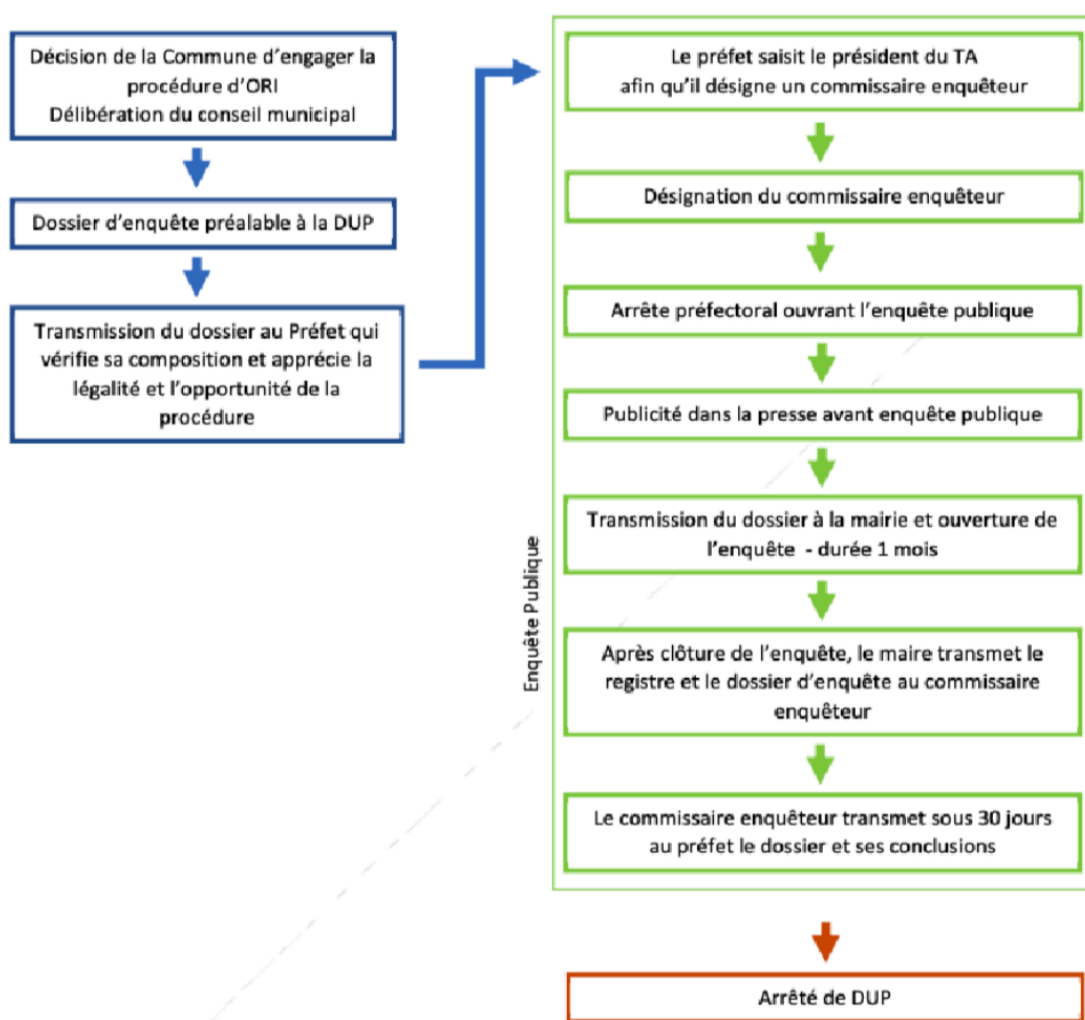 Décision de la Commune d'engager la
procédure d'ORI
Délibération du conseil municipal
Dossier d'enquête préalable à la DUP
Transmission du dossier au Préfet qui
vérifie sa composition et apprécie la
légalité et l'opportunité de la
procédure
Enquête Publique
Le préfet saisit le président du TA
afin qu'il désigne un commissaire enquêteur
Désignation du commissaire enquêteur
Arrête préfectoral ouvrant l'enquête publique
Publicité dans la presse avant enquête publique
Transmission du dossier à la mairie et ouverture de
l'enquête - durée 1 mois
Après clôture de l'enquête, le maire transmet le
registre et le dossier d'enquête au commissaire
enquêteur
Le commissaire enquêteur transmet sous 30 jours
au préfet le dossier et ses conclusions
Arrêté de DUP